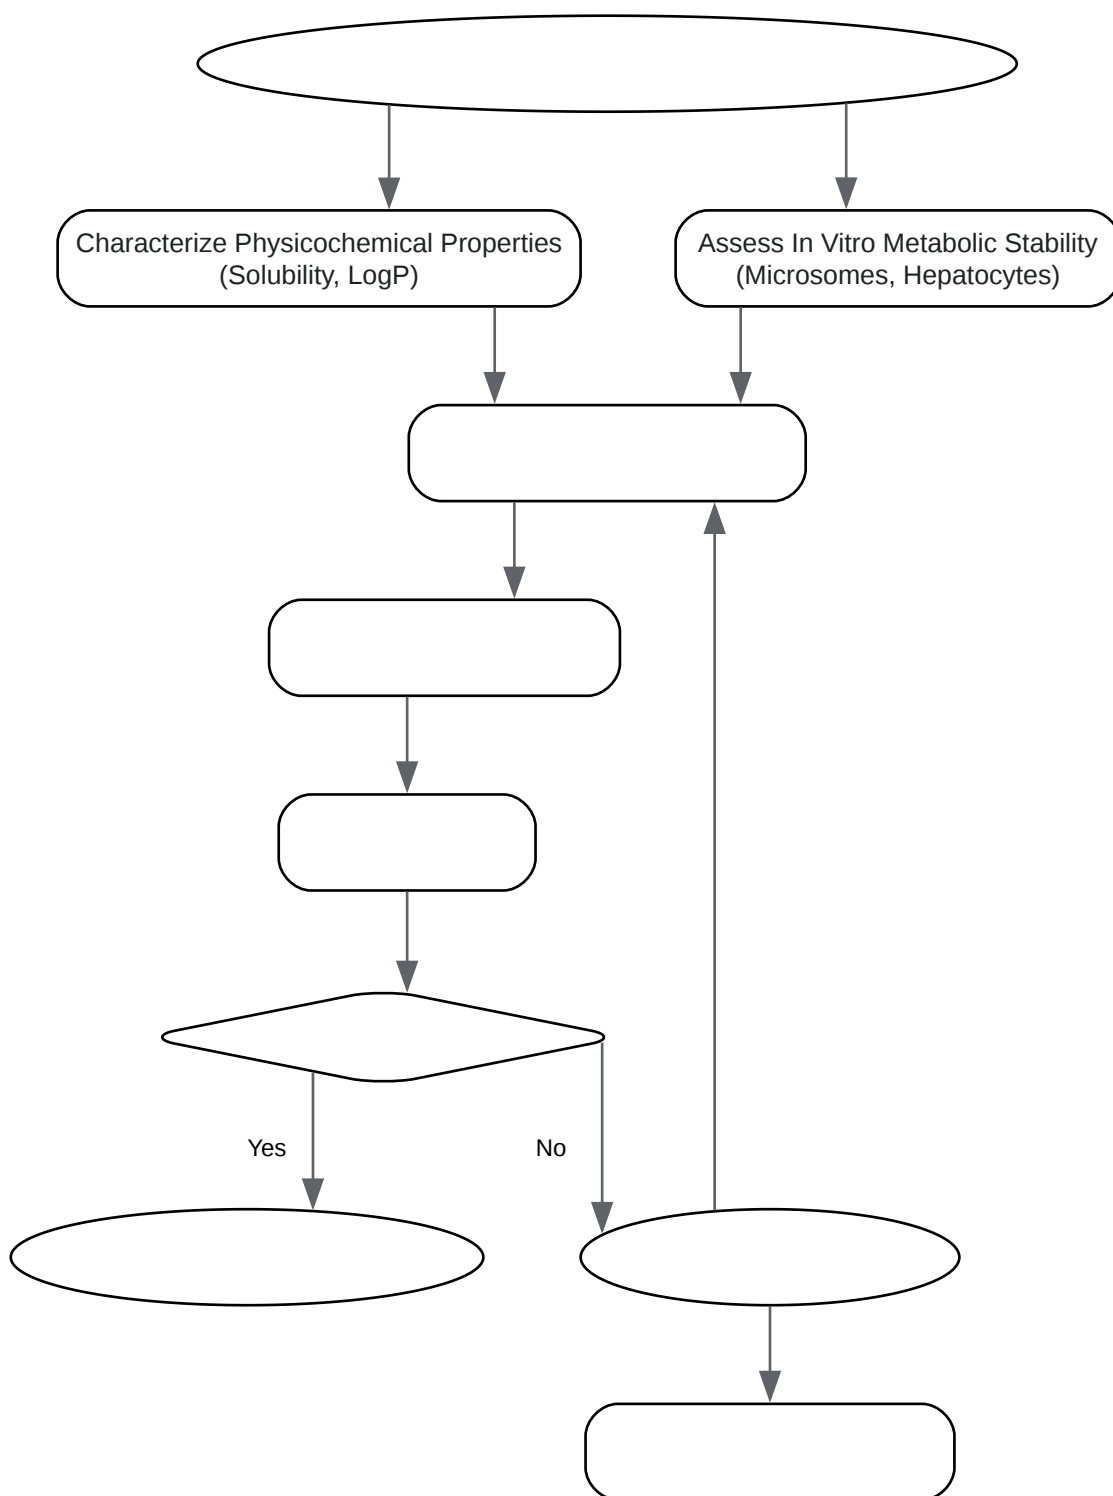 Characterize Physicochemical Properties
(Solubility, LogP)
Assess In Vitro Metabolic Stability
(Microsomes, Hepatocytes)
Yes
No